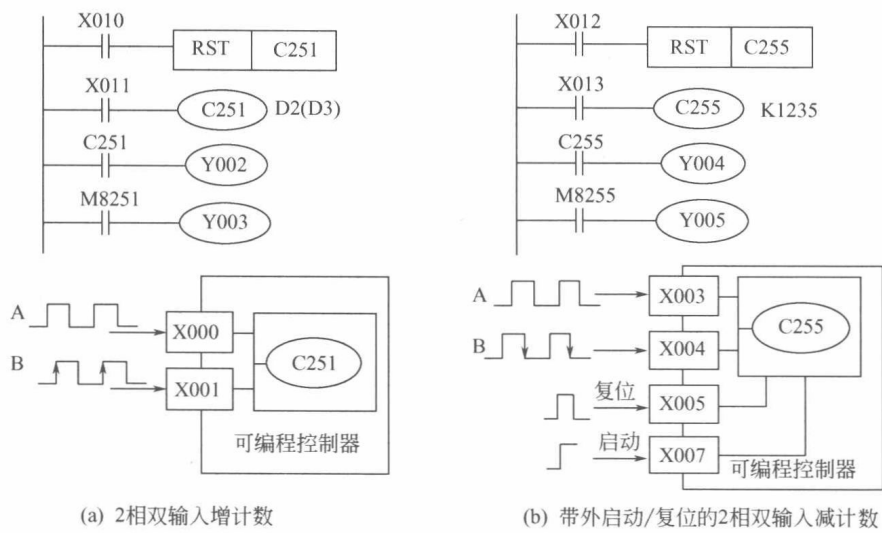 X010
RST C251
X011
C251 D2(D3)
C251
Y002
M8251
Y003
A
X000
B
X001
C251
可编程控制器
(a) 2相双输入增计数
X012
RST C255
X013
C255 K1235
C255
Y004
M8255
Y005
A
X003
B
X004
C255
复位
X005
启动
X007
可编程控制器
(b) 带外启动/复位的2相双输入减计数